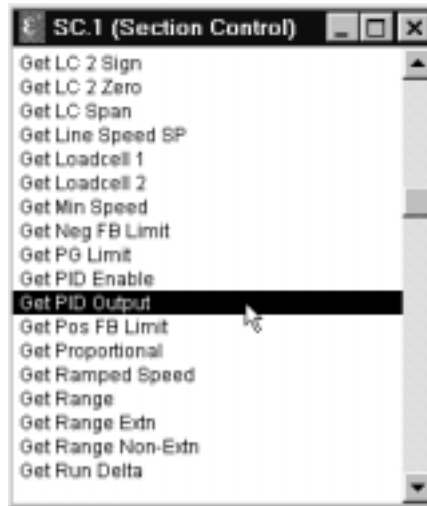 SC.1 (Section Control)
Get LC 2 Sign
Get LC 2 Zero
Get LC Span
Get Line Speed SP
Get Loadcell 1
Get Loadcell 2
Get Min Speed
Get Neg FB Limit
Get PG Limit
Get PID Enable
Get PID Output
Get Pos FB Limit
Get Proportional
Get Ramped Speed
Get Range
Get Range Extn
Get Range Non-Extn
Get Run Delta